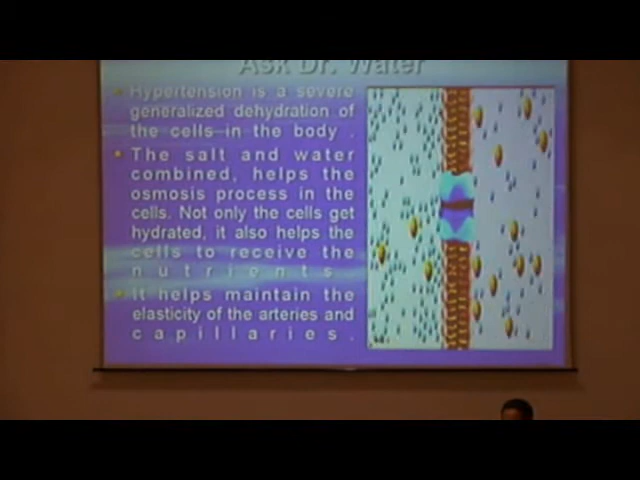 Ask Dr. Water
Hypertension is a severe
generalized dehydration of
the cells in the body .
The salt and water
combined, helps the
osmosis process in the
cells. Not only the cells get
hydrated, it also helps the
cells to receive the
nutrients
It helps maintain the
elasticity of the arteries and
capillaries.